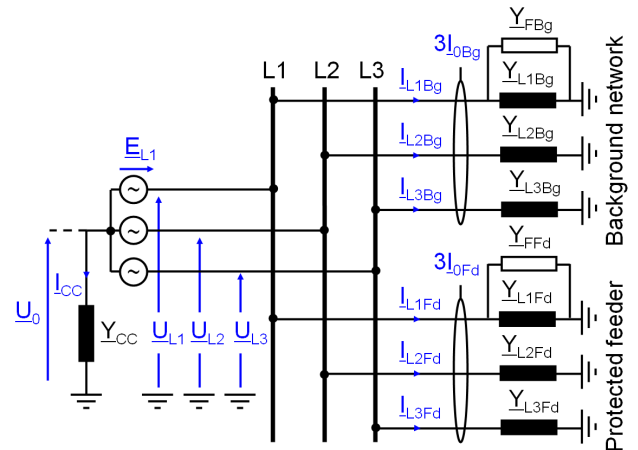 Y_FBg
L1 L2 L3
I_L1Bg
3I_0Bg
Y_L1Bg
I_L2Bg
Y_L2Bg
I_L3Bg
Y_L3Bg
Background network
E_L1
~
~
~
Y_FFd
3I_0Fd
I_L1Fd
Y_L1Fd
I_L2Fd
Y_L2Fd
I_L3Fd
Y_L3Fd
Protected feeder
I_CC
U_0
Y_CC
U_L1
U_L2
U_L3